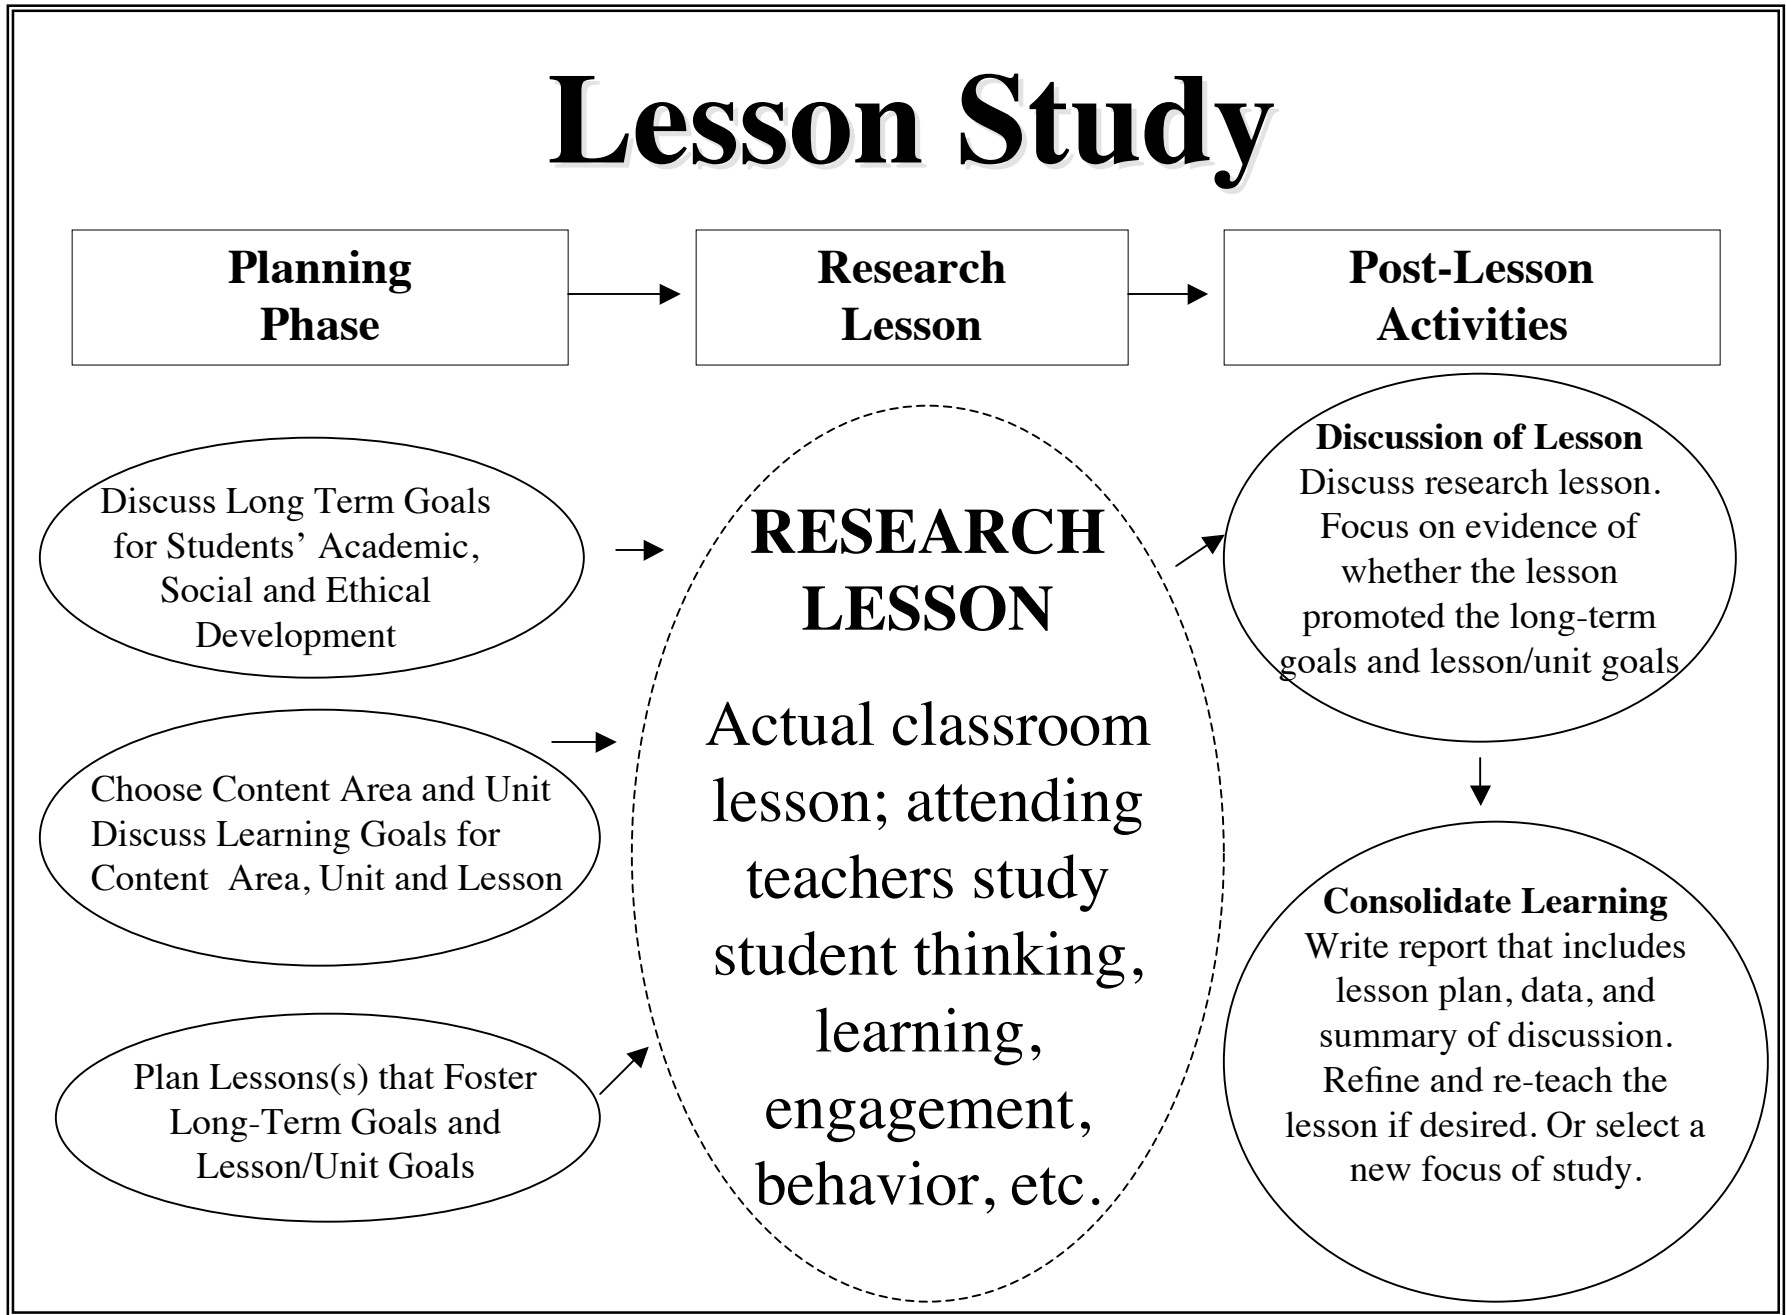 Lesson Study
Planning
Phase
Research
Lesson
Post-Lesson
Activities
Discuss Long Term Goals
for Students’ Academic,
Social and Ethical
Development
Choose Content Area and Unit
Discuss Learning Goals for
Content  Area, Unit and Lesson
Plan Lessons(s) that Foster
Long-Term Goals and
Lesson/Unit Goals
RESEARCH
LESSON
Actual classroom
lesson; attending
teachers study
student thinking,
learning,
engagement,
behavior, etc.
Discussion of Lesson
Discuss research lesson.
Focus on evidence of
whether the lesson
promoted the long-term
goals and lesson/unit goals
Consolidate Learning
Write report that includes
lesson plan, data, and
summary of discussion.
Refine and re-teach the
lesson if desired. Or select a
new focus of study.